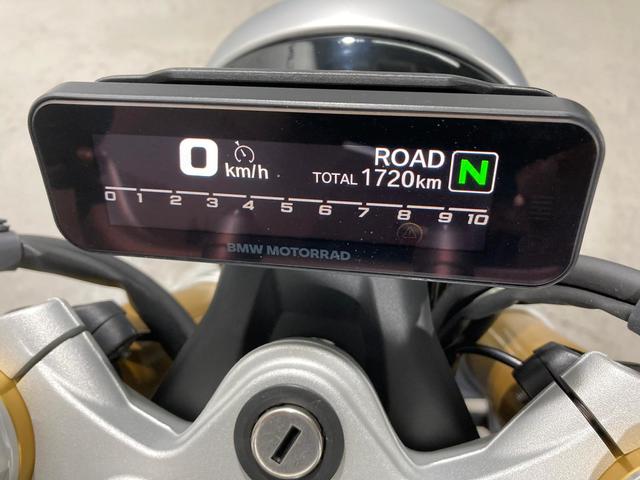 0 km/h
ROAD N
TOTAL 1720km
0 1 2 3 4 5 6 7 8 9 10
BMW MOTORRAD